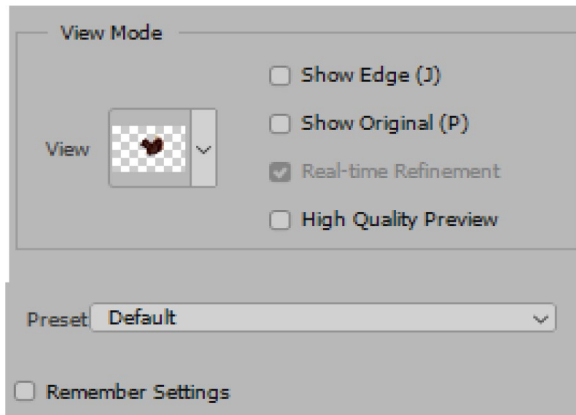 View Mode
Show Edge (J)
Show Original (P)
View
Real-time Refinement
High Quality Preview
Preset Default
Remember Settings